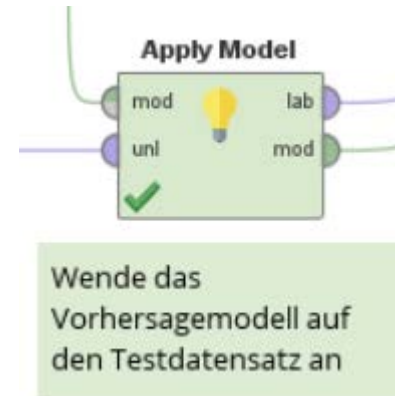 Apply Model
mod lab
unl mod
Wende das
Vorhersagemodell auf
den Testdatensatz an